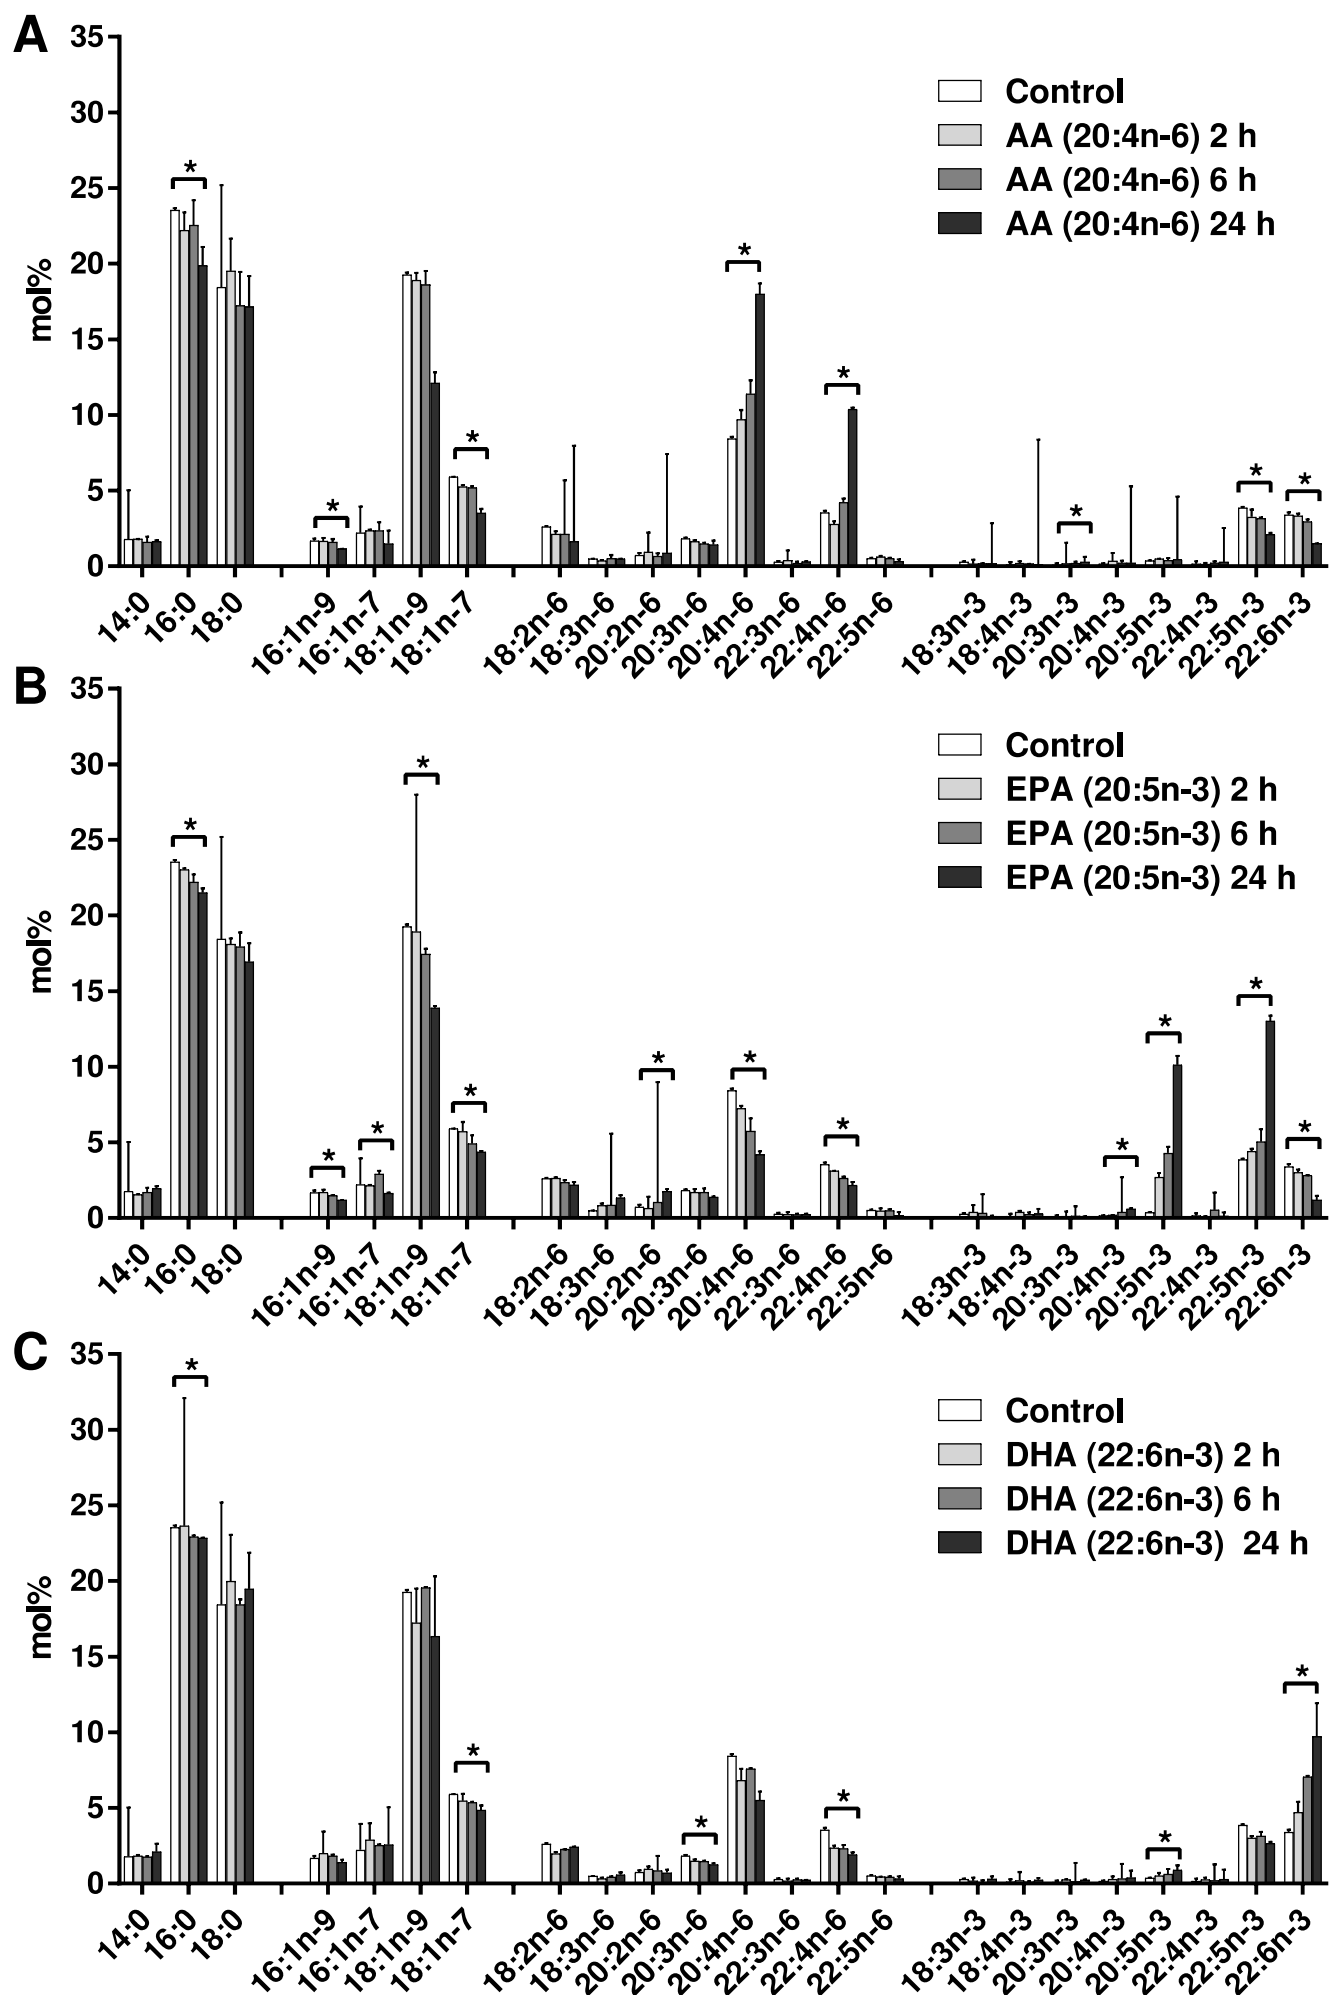 A
35
30
25
20
15
10
5
0
mol%
Control
AA (20:4n-6) 2 h
AA (20:4n-6) 6 h
AA (20:4n-6) 24 h
* * * * * * * *
14:0 16:0 18:0 16:1n-9 16:1n-7 18:1n-9 18:1n-7 18:2n-6 18:3n-6 20:2n-6 20:3n-6 20:4n-6 22:3n-6 22:4n-6 22:5n-6 18:3n-3 18:4n-3 20:3n-3 20:4n-3 20:5n-3 22:4n-3 22:5n-3 22:6n-3
B
35
30
25
20
15
10
5
0
mol%
Control
EPA (20:5n-3) 2 h
EPA (20:5n-3) 6 h
EPA (20:5n-3) 24 h
* * * * * * * * * * * *
14:0 16:0 18:0 16:1n-9 16:1n-7 18:1n-9 18:1n-7 18:2n-6 18:3n-6 20:2n-6 20:3n-6 20:4n-6 22:3n-6 22:4n-6 22:5n-6 18:3n-3 18:4n-3 20:3n-3 20:4n-3 20:5n-3 22:4n-3 22:5n-3 22:6n-3
C
35
30
25
20
15
10
5
0
mol%
Control
DHA (22:6n-3) 2 h
DHA (22:6n-3) 6 h
DHA (22:6n-3) 24 h
* * * * * *
14:0 16:0 18:0 16:1n-9 16:1n-7 18:1n-9 18:1n-7 18:2n-6 18:3n-6 20:2n-6 20:3n-6 20:4n-6 22:3n-6 22:4n-6 22:5n-6 18:3n-3 18:4n-3 20:3n-3 20:4n-3 20:5n-3 22:4n-3 22:5n-3 22:6n-3